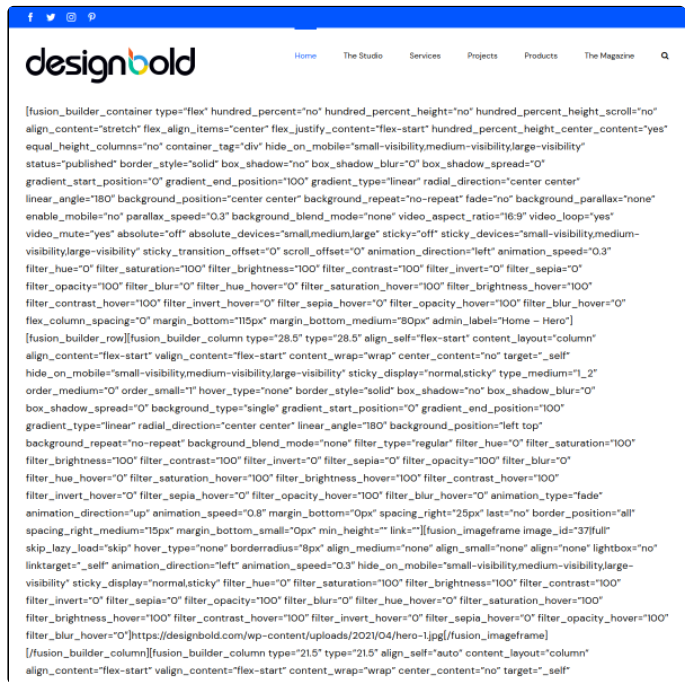 designbold
Home The Studio Services Projects Products The Magazine
[fusion_builder_container type="flex" hundred_percent="no" hundred_percent_height="no" hundred_percent_height_scroll="no"
align_content="stretch" flex_align_items="center" flex_justify_content="flex-start" hundred_percent_height_center_content="yes"
equal_height_columns="no" container_tag="div" hide_on_mobile="small-visibility,medium-visibility,large-visibility"
status="published" border_style="solid" box_shadow="no" box_shadow_blur="0" box_shadow_spread="0"
gradient_start_position="0" gradient_end_position="100" gradient_type="linear" radial_direction="center center"
linear_angle="180" background_position="center center" background_repeat="no-repeat" fade="no" background_parallax="none"
enable_mobile="no" parallax_speed="0.3" background_blend_mode="none" video_aspect_ratio="16:9" video_loop="yes"
video_mute="yes" absolute="off" absolute_devices="small,medium,large" sticky="off" sticky_devices="small-visibility,medium-
visibility,large-visibility" sticky_transition_offset="0" scroll_offset="0" animation_direction="left" animation_speed="0.3"
filter_hue="0" filter_saturation="100" filter_brightness="100" filter_contrast="100" filter_invert="0" filter_sepia="0"
filter_opacity="100" filter_blur="0" filter_hue_hover="0" filter_saturation_hover="100" filter_brightness_hover="100"
filter_contrast_hover="100" filter_invert_hover="0" filter_sepia_hover="0" filter_opacity_hover="100" filter_blur_hover="0"
flex_column_spacing="0" margin_bottom="115px" margin_bottom_medium="80px" admin_label="Home – Hero"]
[fusion_builder_row][fusion_builder_column type="28.5" type="28.5" align_self="flex-start" content_layout="column"
align_content="flex-start" valign_content="flex-start" content_wrap="wrap" center_content="no" target="_self"
hide_on_mobile="small-visibility,medium-visibility,large-visibility" sticky_display="normal,sticky" type_medium="1_2"
order_medium="0" order_small="1" hover_type="none" border_style="solid" box_shadow="no" box_shadow_blur="0"
box_shadow_spread="0" background_type="single" gradient_start_position="0" gradient_end_position="100"
gradient_type="linear" radial_direction="center center" linear_angle="180" background_position="left top"
background_repeat="no-repeat" background_blend_mode="none" filter_type="regular" filter_hue="0" filter_saturation="100"
filter_brightness="100" filter_contrast="100" filter_invert="0" filter_sepia="0" filter_opacity="100" filter_blur="0"
filter_hue_hover="0" filter_saturation_hover="100" filter_brightness_hover="100" filter_contrast_hover="100"
filter_invert_hover="0" filter_sepia_hover="0" filter_opacity_hover="100" filter_blur_hover="0" animation_type="fade"
animation_direction="up" animation_speed="0.8" margin_bottom="0px" spacing_right="25px" last="no" border_position="all"
spacing_right_medium="15px" margin_bottom_small="0px" min_height="" link=""][fusion_imageframe image_id="37|full"
skip_lazy_load="skip" hover_type="none" borderradius="8px" align_medium="none" align_small="none" align="none" lightbox="no"
linktarget="_self" animation_direction="left" animation_speed="0.3" hide_on_mobile="small-visibility,medium-visibility,large-
visibility" sticky_display="normal,sticky" filter_hue="0" filter_saturation="100" filter_brightness="100" filter_contrast="100"
filter_invert="0" filter_sepia="0" filter_opacity="100" filter_blur="0" filter_hue_hover="0" filter_saturation_hover="100"
filter_brightness_hover="100" filter_contrast_hover="100" filter_invert_hover="0" filter_sepia_hover="0" filter_opacity_hover="100"
filter_blur_hover="0"]https://designbold.com/wp-content/uploads/2021/04/hero-1.jpg[/fusion_imageframe]
[/fusion_builder_column][fusion_builder_column type="21.5" type="21.5" align_self="auto" content_layout="column"
align_content="flex-start" valign_content="flex-start" content_wrap="wrap" center_content="no" target="_self"